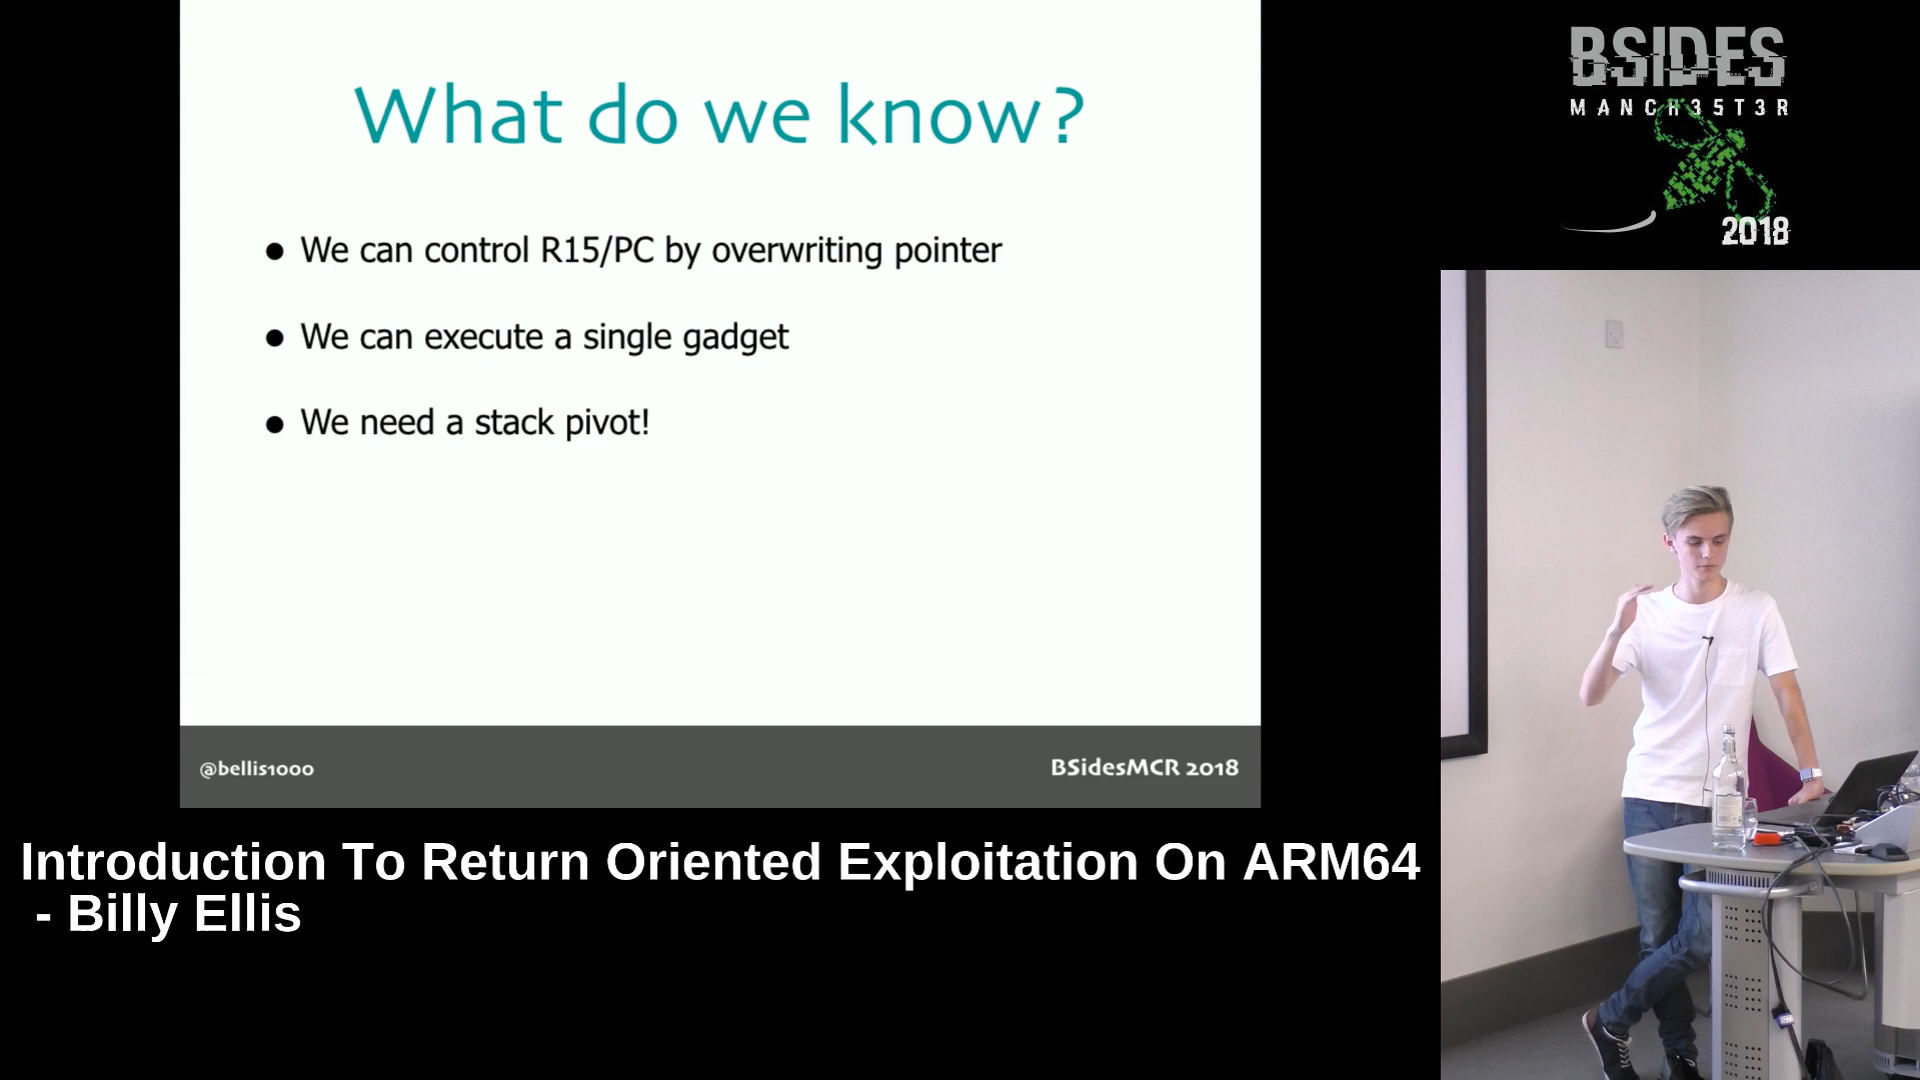 What do we know?
● We can control R15/PC by overwriting pointer
● We can execute a single gadget
● We need a stack pivot!
@bellis1000
BSidesMCR 2018
BSIDES
MANCH35T3R
2018
Introduction To Return Oriented Exploitation On ARM64
- Billy Ellis